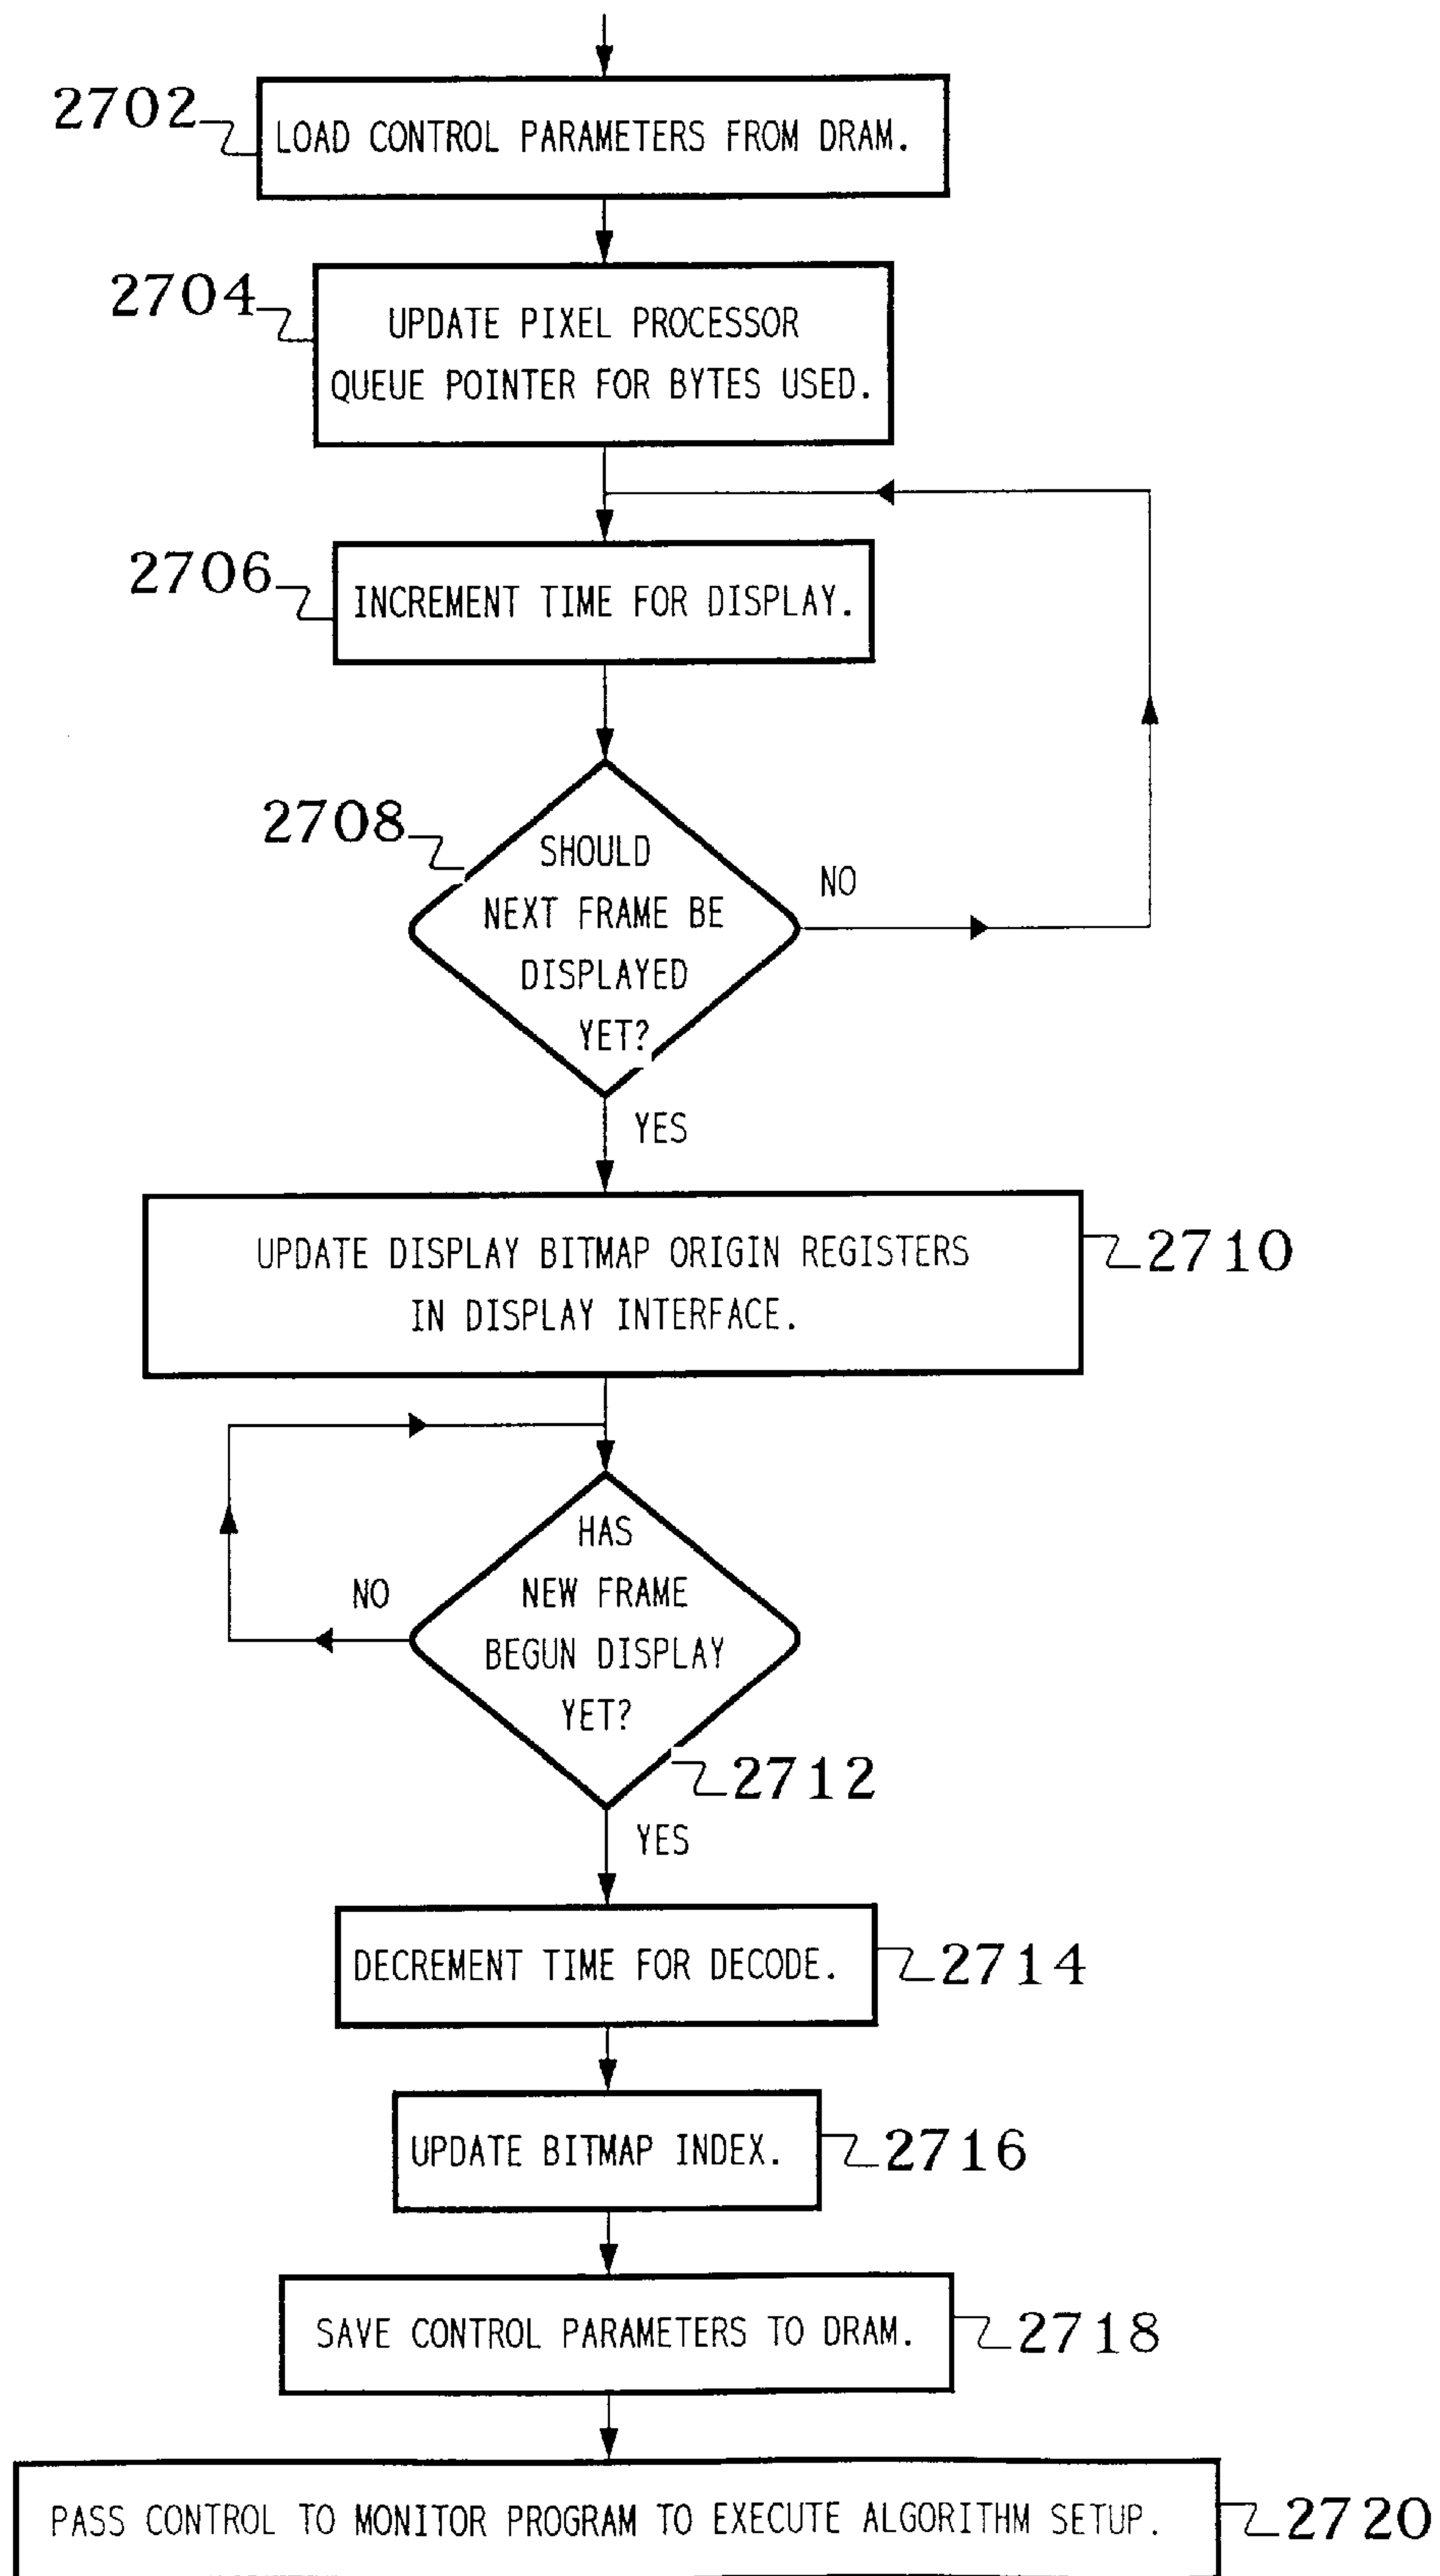 2702
LOAD CONTROL PARAMETERS FROM DRAM.
2704
UPDATE PIXEL PROCESSOR
QUEUE POINTER FOR BYTES USED.
2706
INCREMENT TIME FOR DISPLAY.
2708
SHOULD
NEXT FRAME BE
DISPLAYED
YET?
NO
YES
UPDATE DISPLAY BITMAP ORIGIN REGISTERS
IN DISPLAY INTERFACE.
2710
HAS
NEW FRAME
BEGUN DISPLAY
YET?
NO
2712
YES
DECREMENT TIME FOR DECODE.
2714
UPDATE BITMAP INDEX.
2716
SAVE CONTROL PARAMETERS TO DRAM.
2718
PASS CONTROL TO MONITOR PROGRAM TO EXECUTE ALGORITHM SETUP.
2720